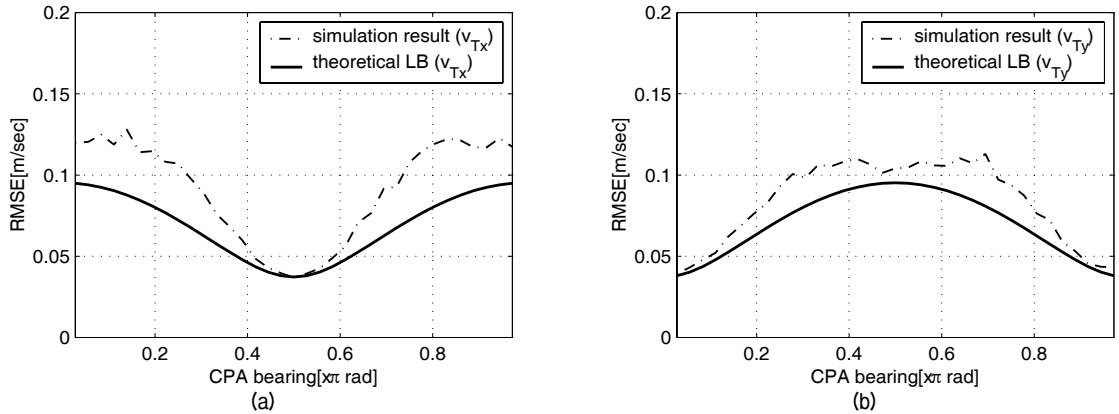 0.2
0.15
0.1
0.05
0
RMSE[m/sec]
simulation result (v_Tx)
theoretical LB (v_Tx)
0.2 0.4 0.6 0.8
CPA bearing[xπ rad]
(a)
0.2
0.15
0.1
0.05
0
RMSE[m/sec]
simulation result (v_Ty)
theoretical LB (v_Ty)
0.2 0.4 0.6 0.8
CPA bearing[xπ rad]
(b)